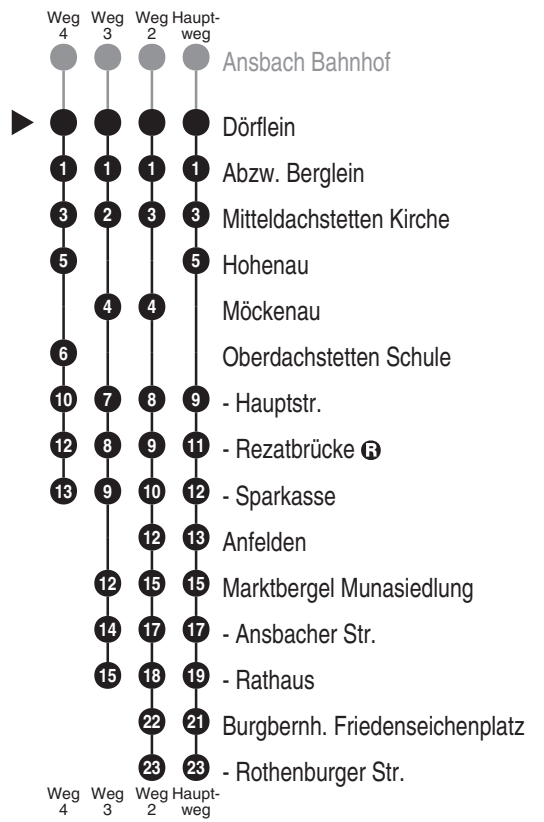 Weg Weg Weg Haupt-
4 3 2 weg
Ansbach Bahnhof
Dörflein
1 1 1 1 Abzw. Berglein
3 2 3 3 Mitteldachstetten Kirche
5 5 Hohenau
4 4 Möckenau
6 Oberdachstetten Schule
10 7 8 9 - Hauptstr.
12 8 9 11 - Rezatbrücke R
13 9 10 12 - Sparkasse
12 13 Anfelden
12 15 15 Marktbergel Munasiedlung
14 17 17 - Ansbacher Str.
15 18 19 - Rathaus
22 21 Burgbernh. Friedenseichenplatz
23 23 - Rothenburger Str.
Weg Weg Weg Haupt-
4 3 2 weg